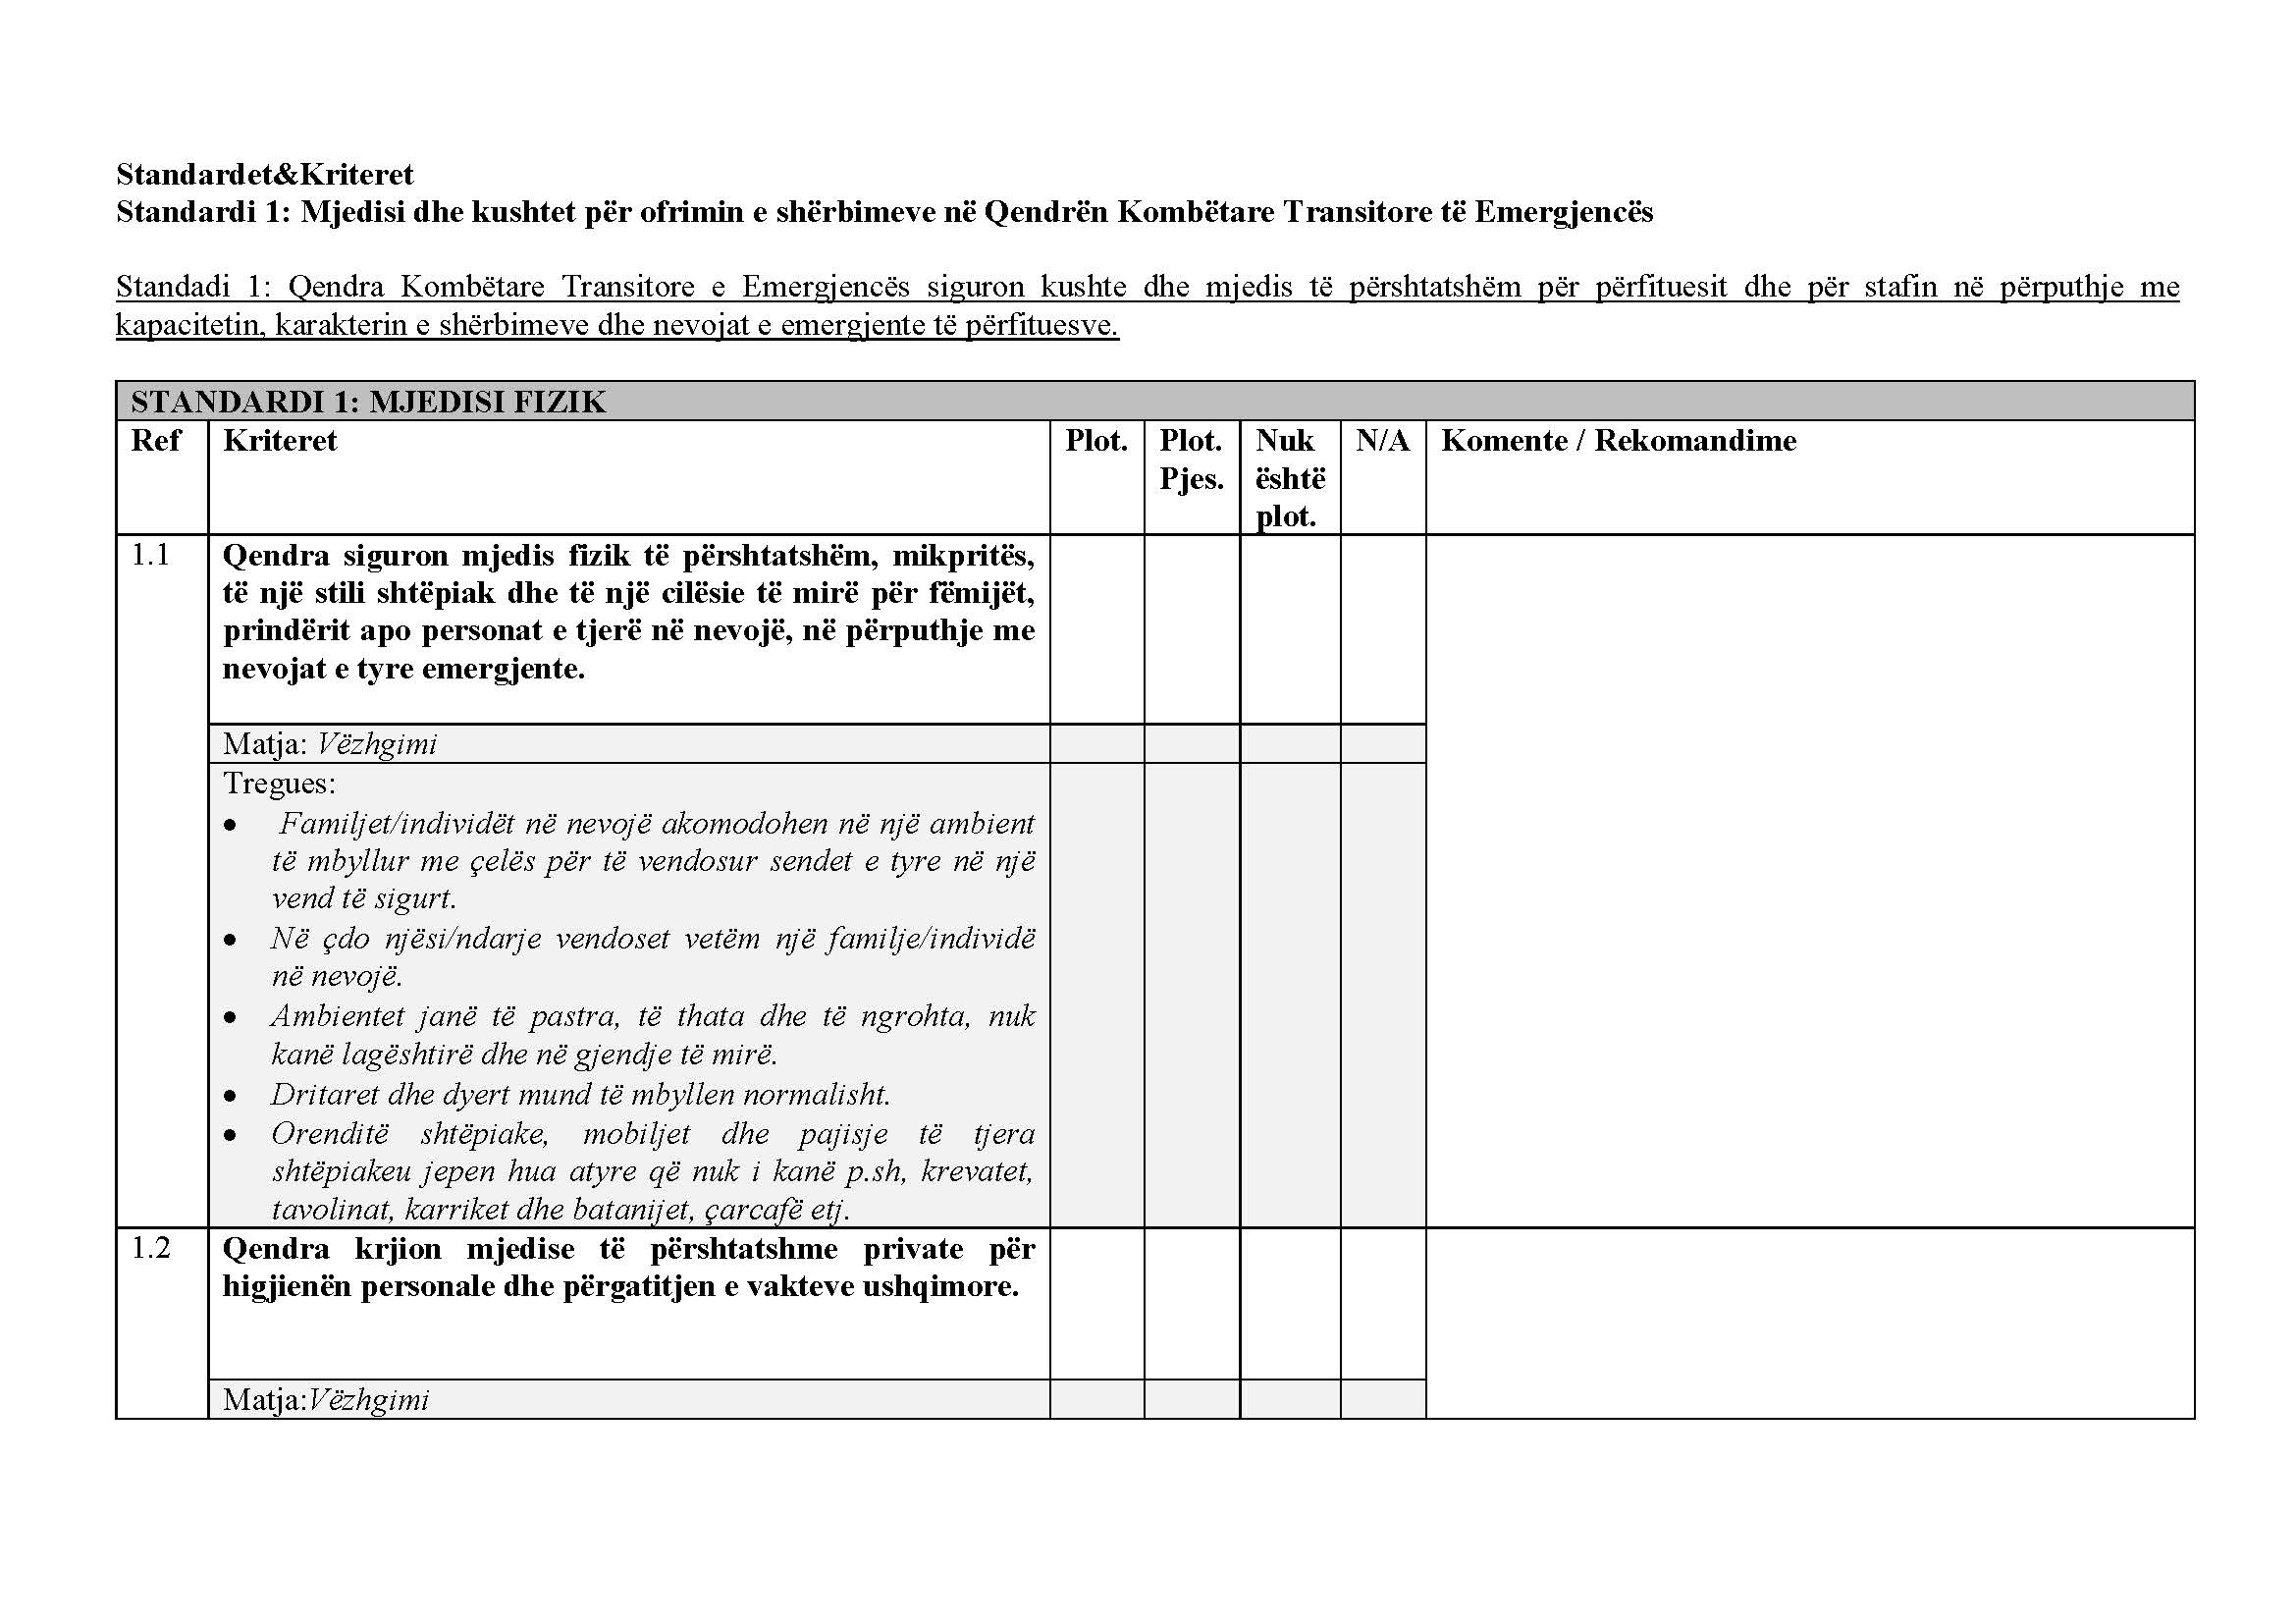 Standardet&Kriteret
Standardi 1: Mjedisi dhe kushtet për ofrimin e shërbimeve në Qendrën Kombëtare Transitore të Emergjencës
Standadi 1: Qendra Kombëtare Transitore e Emergjencës siguron kushte dhe mjedis të përshtatshëm për përfituesit dhe për stafin në përputhje me
kapacitetin, karakterin e shërbimeve dhe nevojat e emergjente të përfituesve.
STANDARDI 1: MJEDISI FIZIK
Ref Kriteret Plot. Plot. Nuk N/A Komente / Rekomandime
Pjes. është
plot.
1.1 Qendra siguron mjedis fizik të përshtatshëm, mikpritës,
të një stili shtëpiak dhe të një cilësie të mirë për fëmijët,
prindërit apo personat e tjerë në nevojë, në përputhje me
nevojat e tyre emergjente.
Matja: Vëzhgimi
Tregues:
• Familjet/individët në nevojë akomodohen në një ambient
të mbyllur me çelës për të vendosur sendet e tyre në një
vend të sigurt.
• Në çdo njësi/ndarje vendoset vetëm një familje/individë
në nevojë.
• Ambientet janë të pastra, të thata dhe të ngrohta, nuk
kanë lagështirë dhe në gjendje të mirë.
• Dritaret dhe dyert mund të mbyllen normalisht.
• Orenditë shtëpiake, mobiljet dhe pajisje të tjera
shtëpiakeu jepen hua atyre që nuk i kanë p.sh, krevatet,
tavolinat, karriket dhe batanijet, çarcafë etj.
1.2 Qendra krjion mjedise të përshtatshme private për
higjienën personale dhe përgatitjen e vakteve ushqimore.
Matja:Vëzhgimi